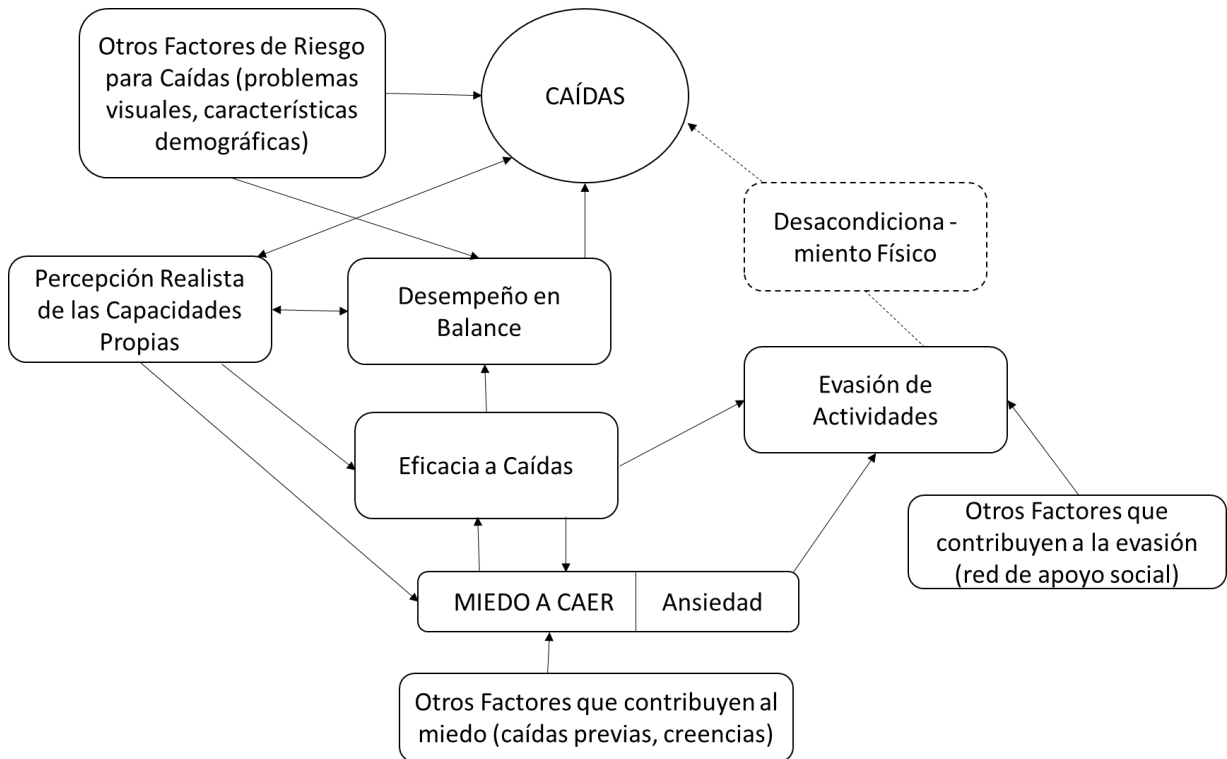 Otros Factores de Riesgo
para Caídas (problemas
visuales, características
demográficas)
CAÍDAS
Desacondiciona -
miento Físico
Percepción Realista
de las Capacidades
Propias
Desempeño en
Balance
Evasión de
Actividades
Eficacia a Caídas
Otros Factores que
contribuyen a la evasión
(red de apoyo social)
MIEDO A CAER
Ansiedad
Otros Factores que contribuyen al
miedo (caídas previas, creencias)